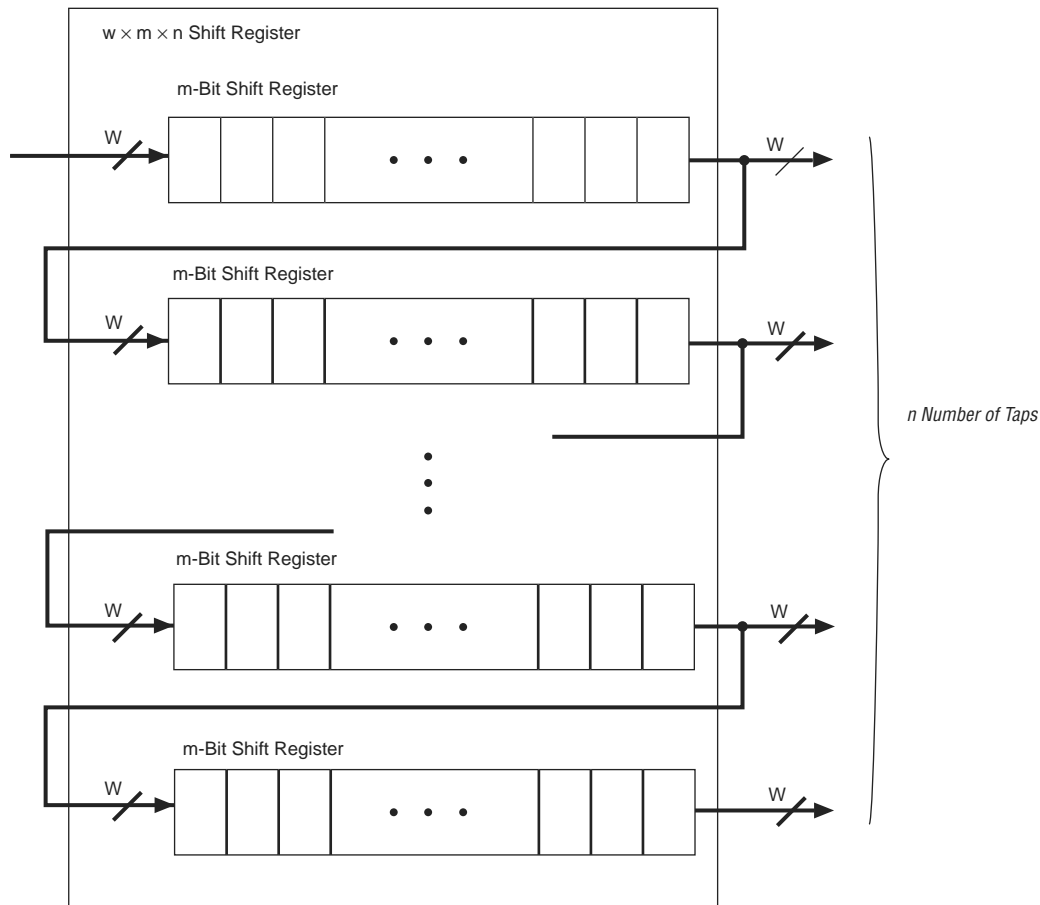 w × m × n Shift Register
m-Bit Shift Register
W
W
m-Bit Shift Register
W
W
n Number of Taps
m-Bit Shift Register
W
W
m-Bit Shift Register
W
W